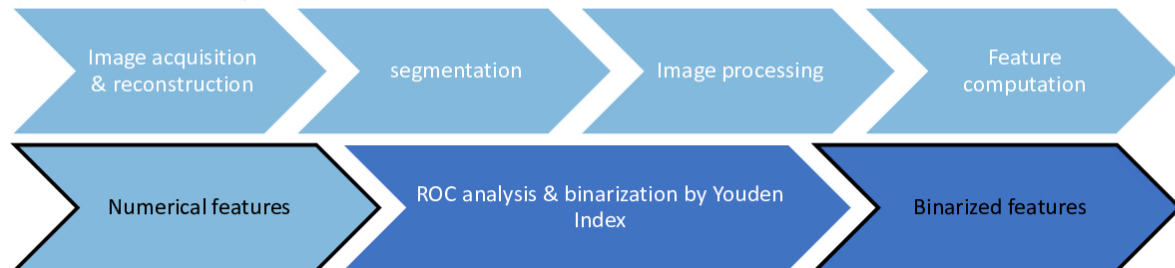 Image acquisition
& reconstruction
segmentation
Image processing
Feature
computation
Numerical features
ROC analysis & binarization by Youden
Index
Binarized features